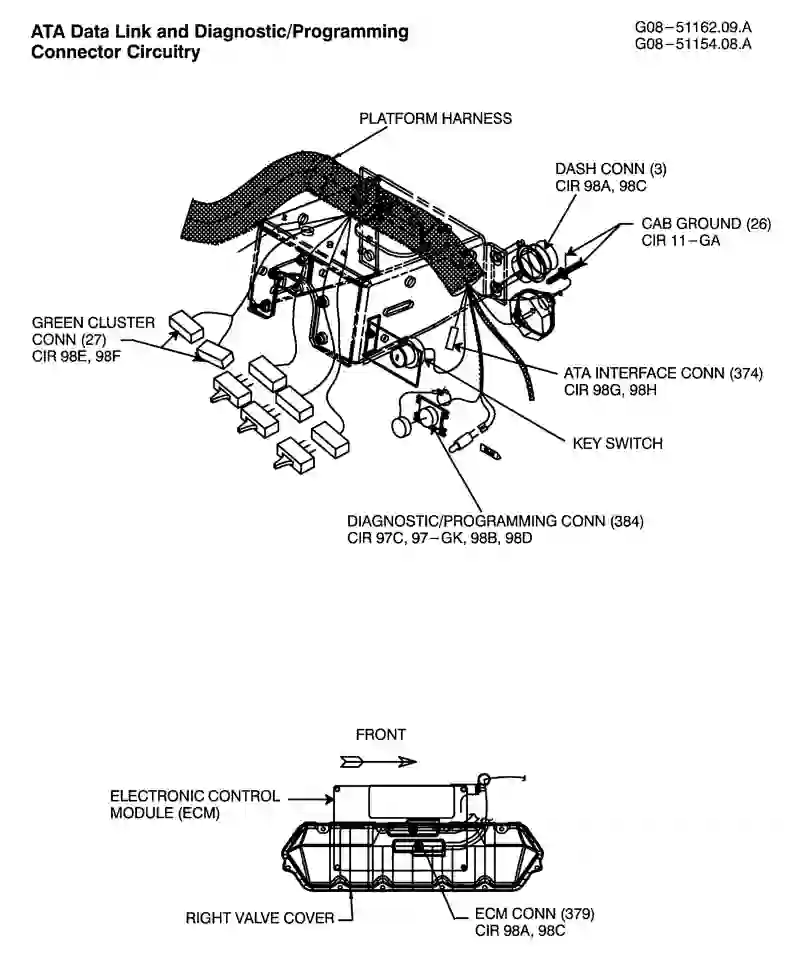 ATA Data Link and Diagnostic/Programming
Connector Circuitry
G08-51162.09.A
G08-51154.08.A
PLATFORM HARNESS
DASH CONN (3)
CIR 98A, 98C
CAB GROUND (26)
CIR 11-GA
GREEN CLUSTER
CONN (27)
CIR 98E, 98F
ATA INTERFACE CONN (374)
CIR 98G, 98H
KEY SWITCH
DIAGNOSTIC/PROGRAMMING CONN (384)
CIR 97C, 97-GK, 98B, 98D
FRONT
ELECTRONIC CONTROL
MODULE (ECM)
RIGHT VALVE COVER
ECM CONN (379)
CIR 98A, 98C